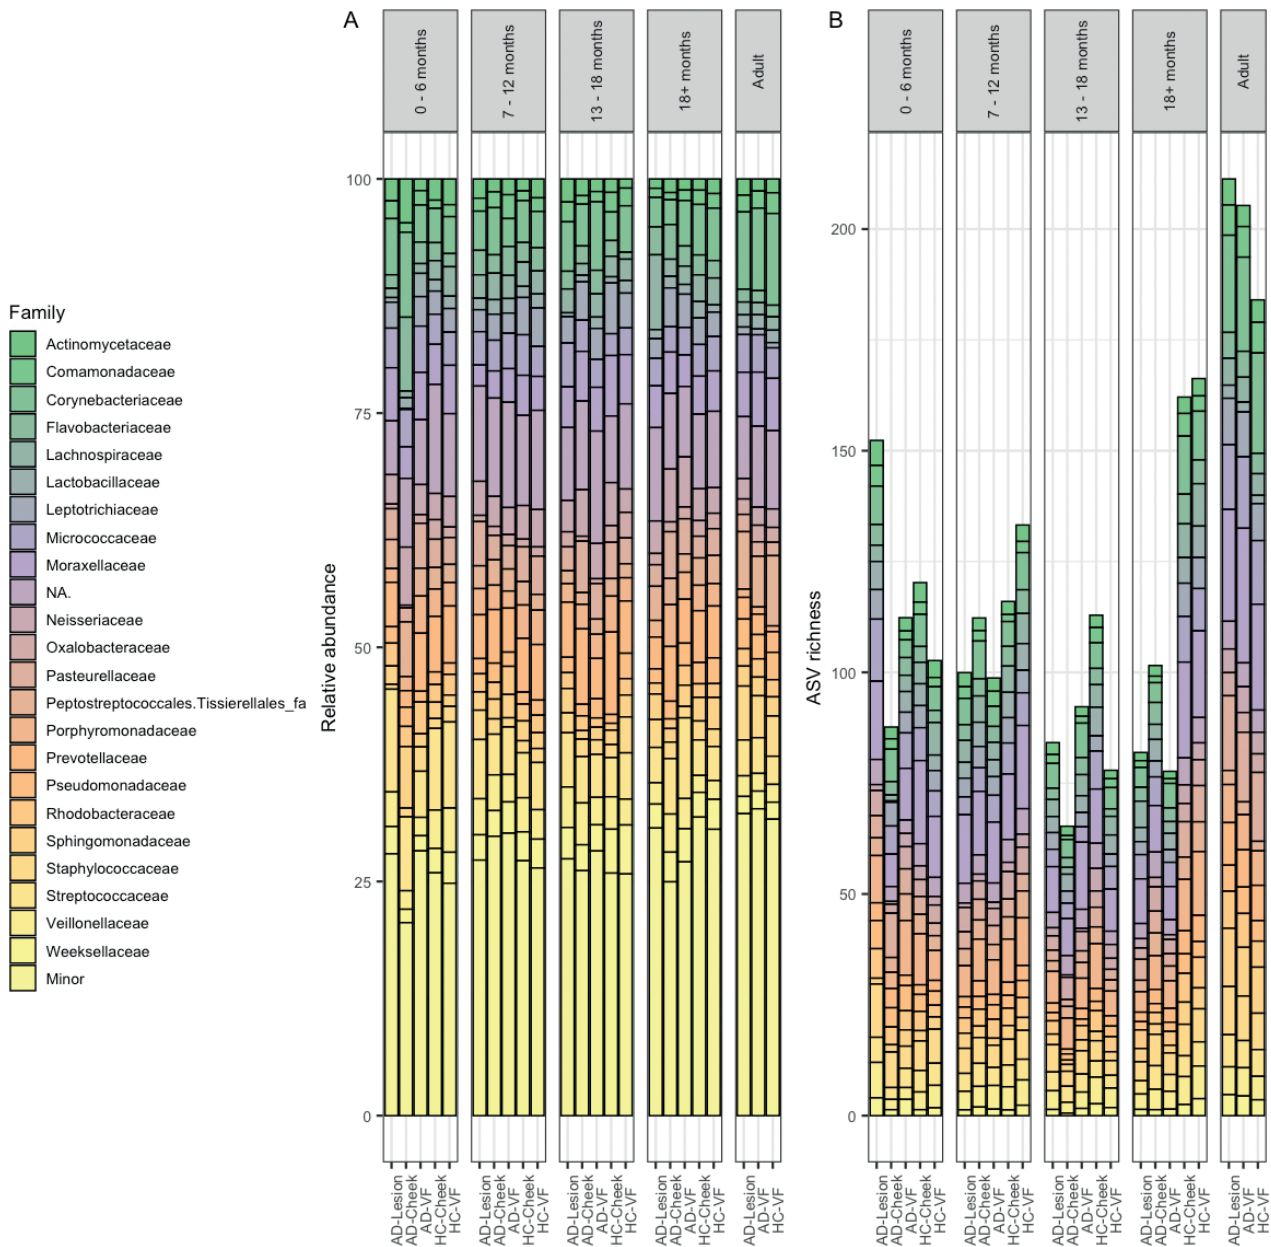 A
B
0 - 6 months
7 - 12 months
13 - 18 months
18+ months
Adult
0 - 6 months
7 - 12 months
13 - 18 months
18+ months
Adult
Family
Actinomycetaceae
Comamonadaceae
Corynebacteriaceae
Flavobacteriaceae
Lachnospiraceae
Lactobacillaceae
Leptotrichiaceae
Micrococcaceae
Moraxellaceae
NA.
Neisseriaceae
Oxalobacteraceae
Pasteurellaceae
Peptostreptococcales.Tissierellales_fa
Porphyromonadaceae
Prevotellaceae
Pseudomonadaceae
Rhodobacteraceae
Sphingomonadaceae
Staphylococcaceae
Streptococcaceae
Veillonellaceae
Weeksellaceae
Minor
Relative abundance
100
75
50
25
0
AD-Lesion
AD-Cheek
AD-VF
HC-Cheek
HC-VF
AD-Lesion
AD-Cheek
AD-VF
HC-Cheek
HC-VF
AD-Lesion
AD-Cheek
AD-VF
HC-Cheek
HC-VF
AD-Lesion
AD-Cheek
AD-VF
HC-Cheek
HC-VF
AD-Lesion
AD-VF
HC-VF
ASV richness
200
150
100
50
0
AD-Lesion
AD-Cheek
AD-VF
HC-Cheek
HC-VF
AD-Lesion
AD-Cheek
AD-VF
HC-Cheek
HC-VF
AD-Lesion
AD-Cheek
AD-VF
HC-Cheek
HC-VF
AD-Lesion
AD-Cheek
AD-VF
HC-Cheek
HC-VF
AD-Lesion
AD-VF
HC-VF